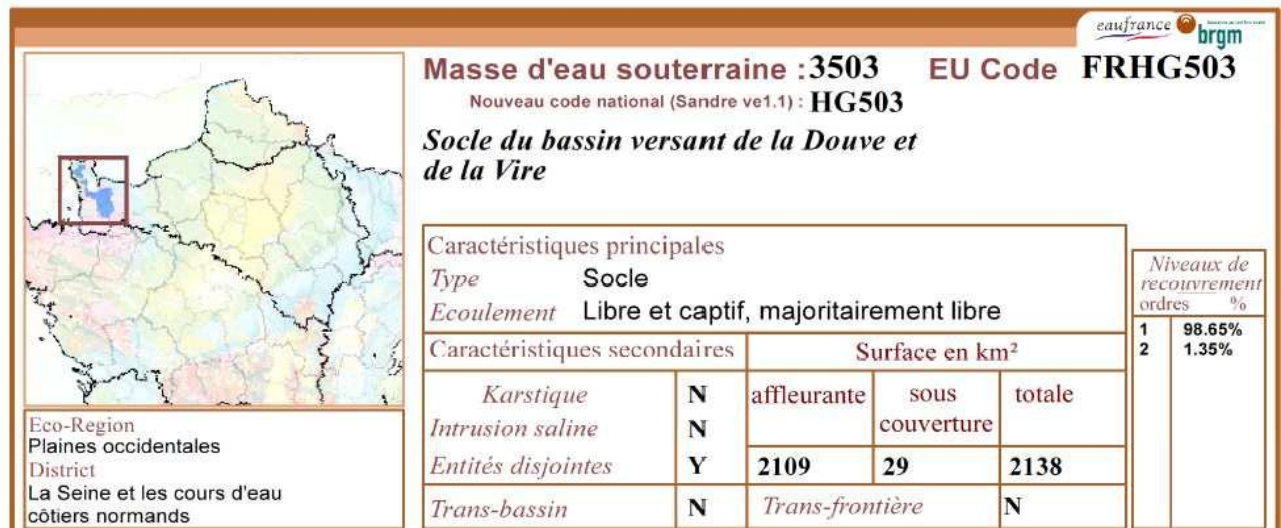 eaufrance
brgm
Masse d'eau souterraine : 3503 EU Code FRHG503
Nouveau code national (Sandre ve1.1) : HG503
Socle du bassin versant de la Douve et
de la Vire
Caractéristiques principales
Type Socle
Ecoulement Libre et captif, majoritairement libre
Niveaux de
recouvrement
ordres %
1 98.65%
2 1.35%
Caractéristiques secondaires Surface en km²
Karstique N affleurante sous totale
couverture
Intrusion saline N
Entités disjointes Y 2109 29 2138
Trans-bassin N Trans-frontière N
Eco-Region
Plaines occidentales
District
La Seine et les cours d'eau
côtiers normands